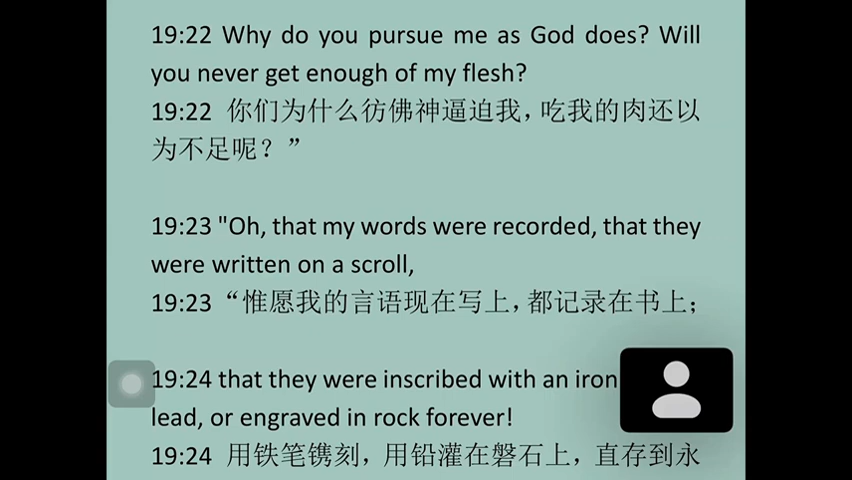 19:22 Why do you pursue me as God does? Will
you never get enough of my flesh?
19:22 你们为什么彷佛神逼迫我，吃我的肉还以
为不足呢？”
19:23 "Oh, that my words were recorded, that they
were written on a scroll,
19:23 “惟愿我的言语现在写上，都记录在书上；
19:24 that they were inscribed with an iron
lead, or engraved in rock forever!
19:24 用铁笔镌刻，用铅灌在磐石上，直存到永